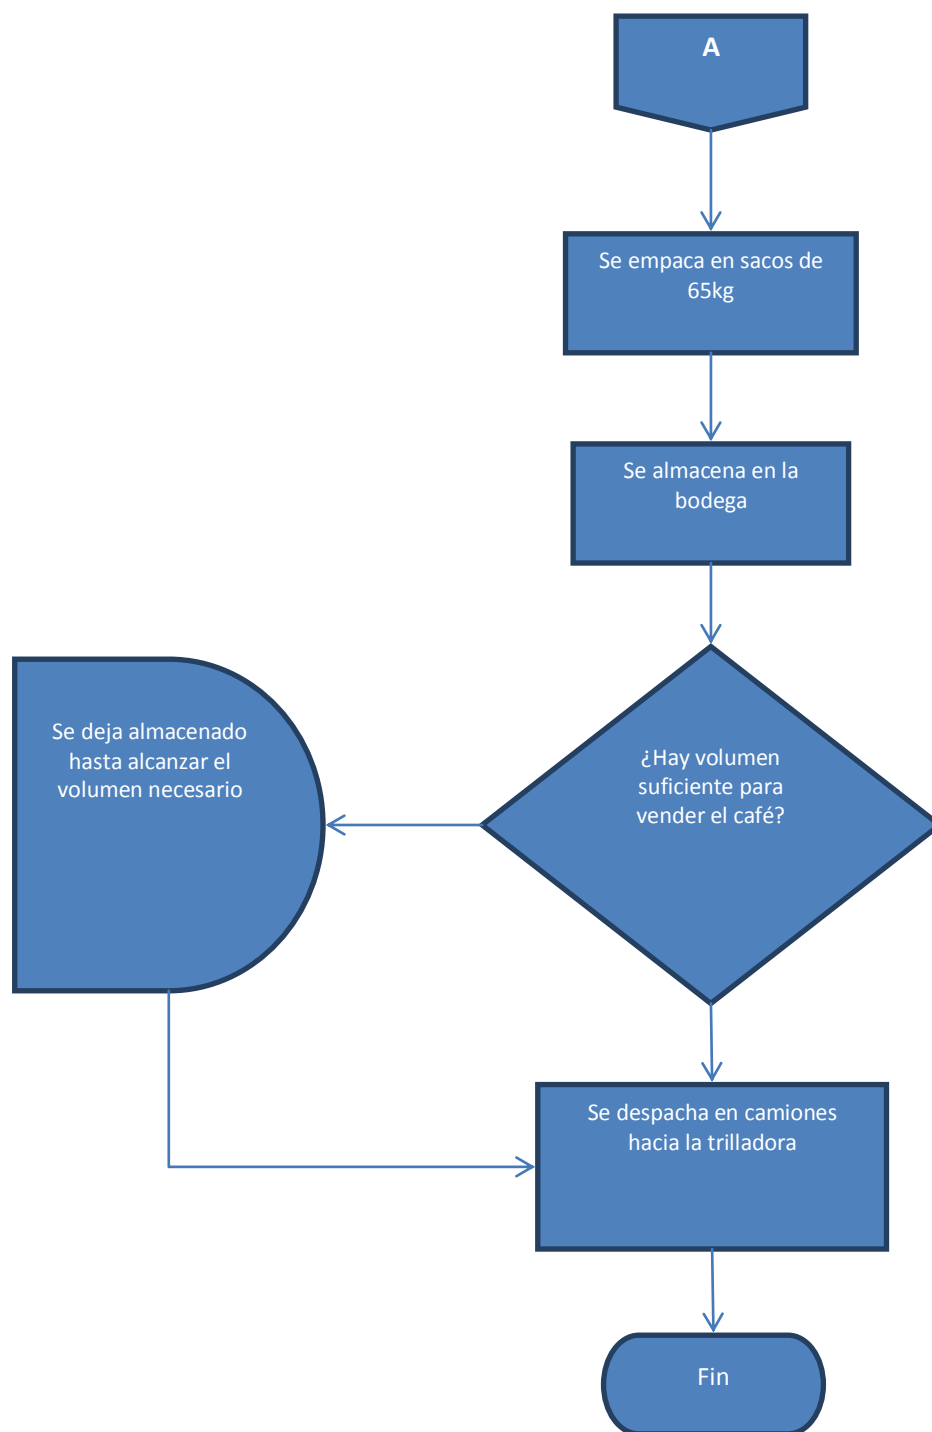 A
Se empaca en sacos de
65kg
Se almacena en la
bodega
Se deja almacenado
hasta alcanzar el
volumen necesario
¿Hay volumen
suficiente para
vender el café?
Se despacha en camiones
hacia la trilladora
Fin